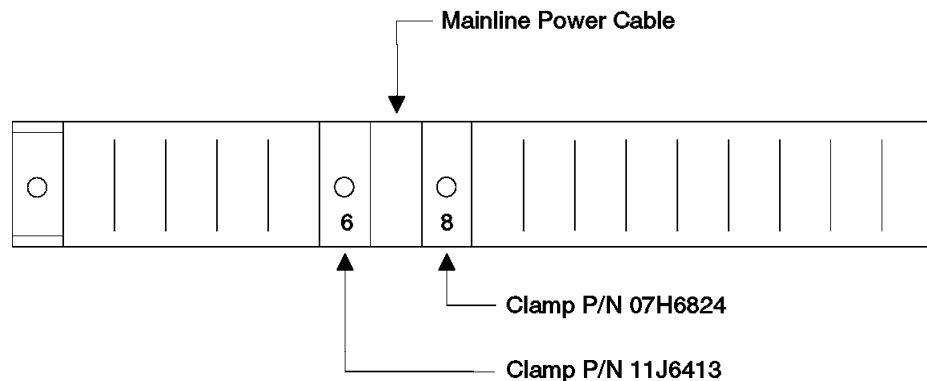 Mainline Power Cable
6
8
Clamp P/N 07H6824
Clamp P/N 11J6413